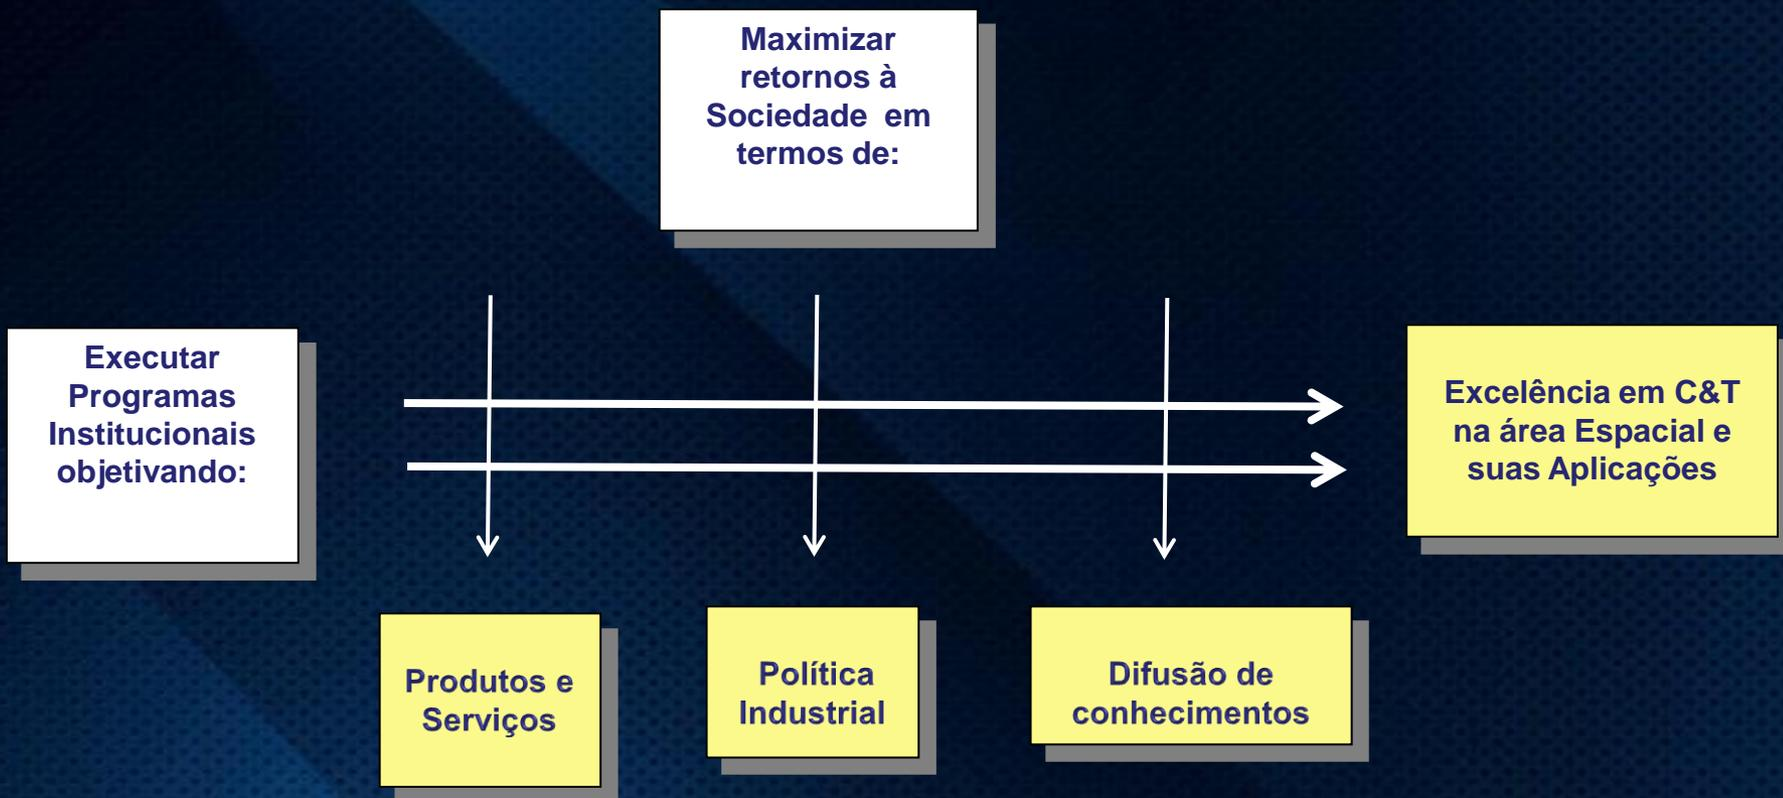 Maximizar
retornos à
Sociedade em
termos de:
Executar
Programas
Institucionais
objetivando:
Excelência em C&T
na área Espacial e
suas Aplicações
Produtos e
Serviços
Política
Industrial
Difusão de
conhecimentos